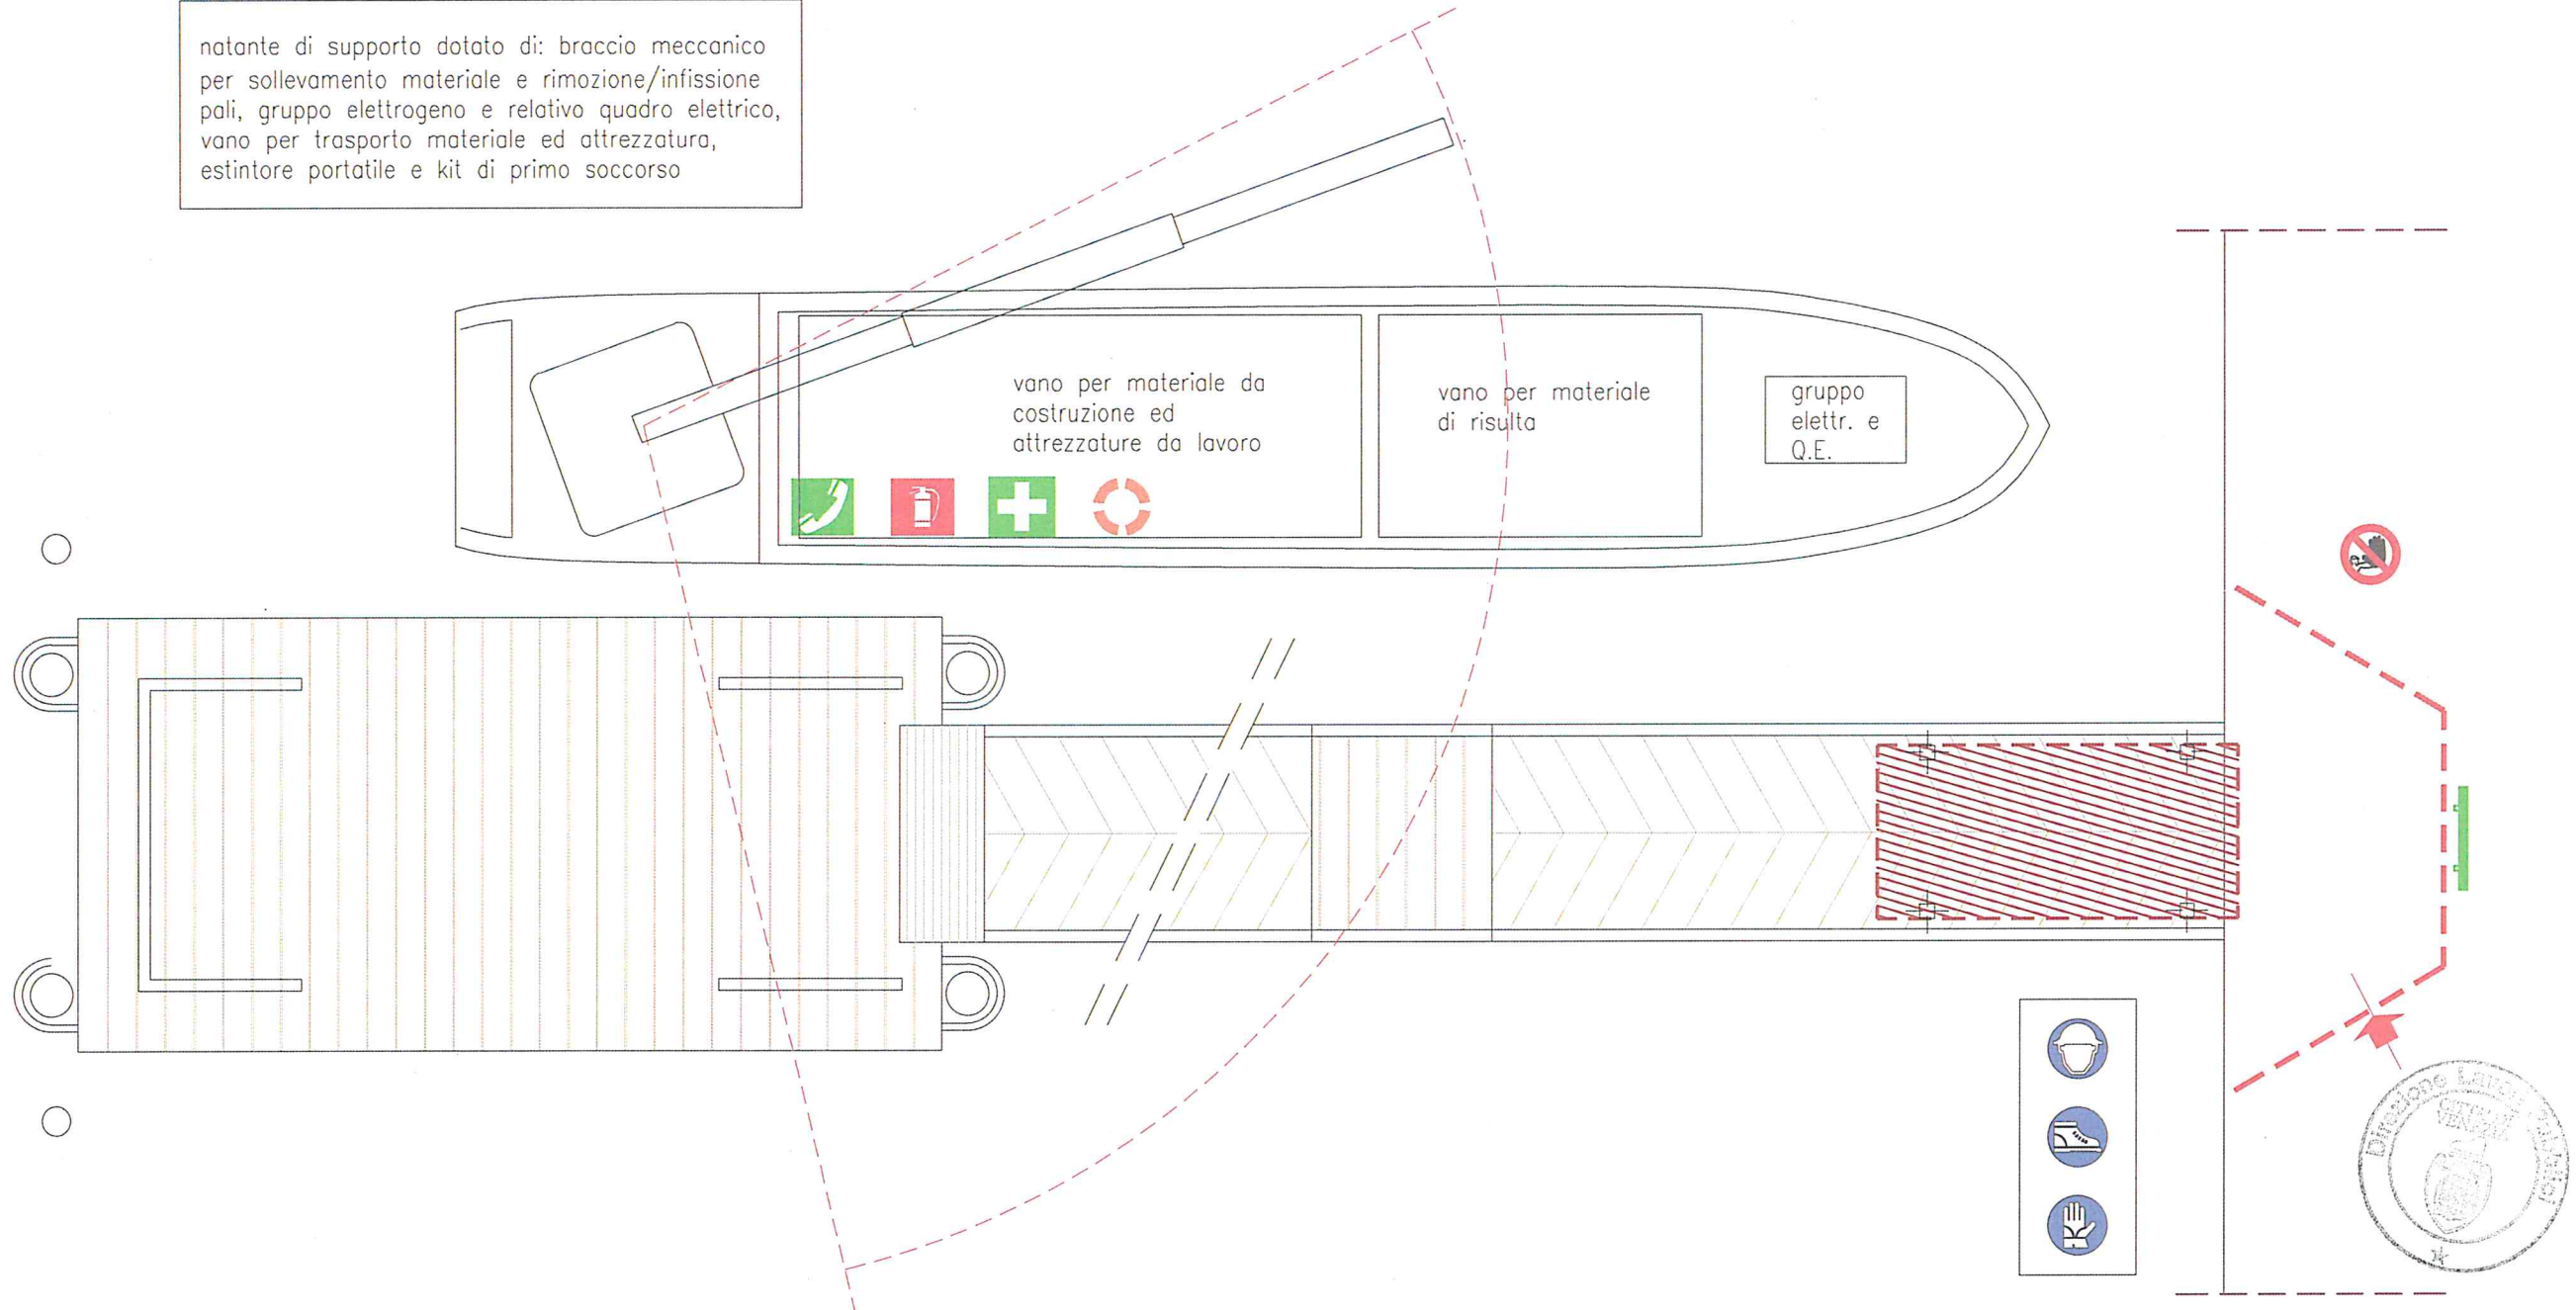 natante di supporto dotato di: braccio meccanico
per sollevamento materiale e rimozione/infissione
pali, gruppo elettrogeno e relativo quadro elettrico,
vano per trasporto materiale ed attrezzatura,
estintore portatile e kit di primo soccorso
vano per materiale da
costruzione ed
attrezzature da lavoro
vano per materiale
di risulta
gruppo
elettr. e
Q.E.
Direzione Lavori